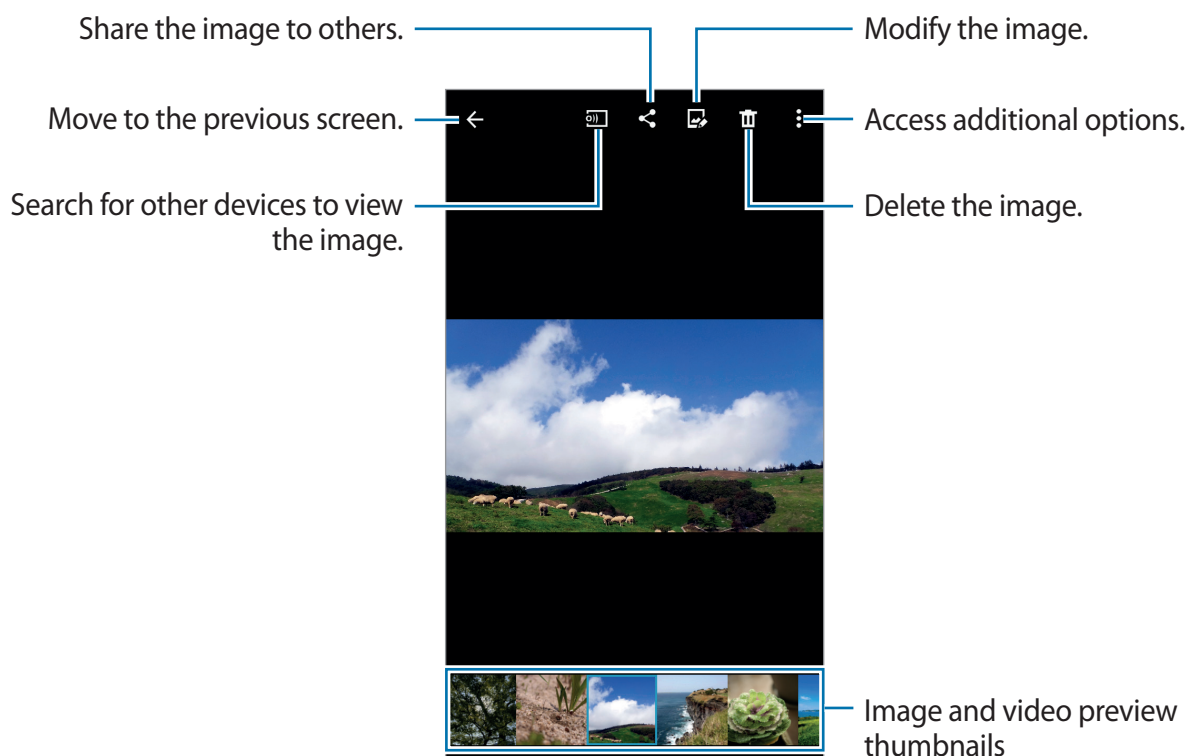 Share the image to others.
Modify the image.
Move to the previous screen.
Access additional options.
Search for other devices to view
the image.
Delete the image.
Image and video preview
thumbnails